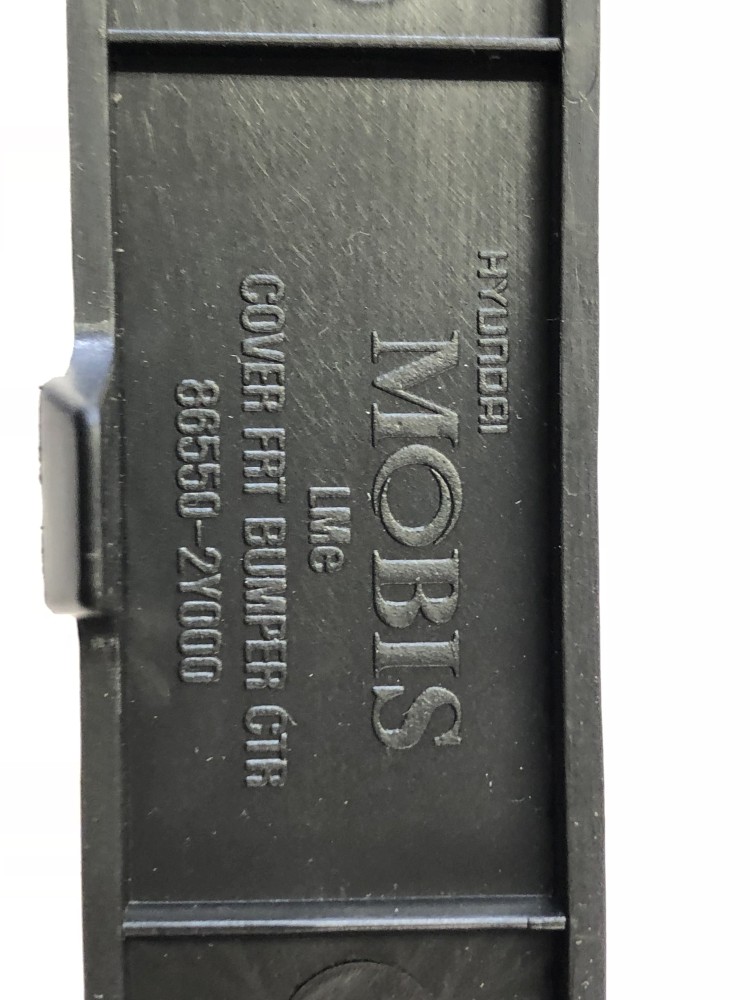 HYUNDAI
MOBIS
LMc
COVER FRT BUMPER CTR
86550-2Y000